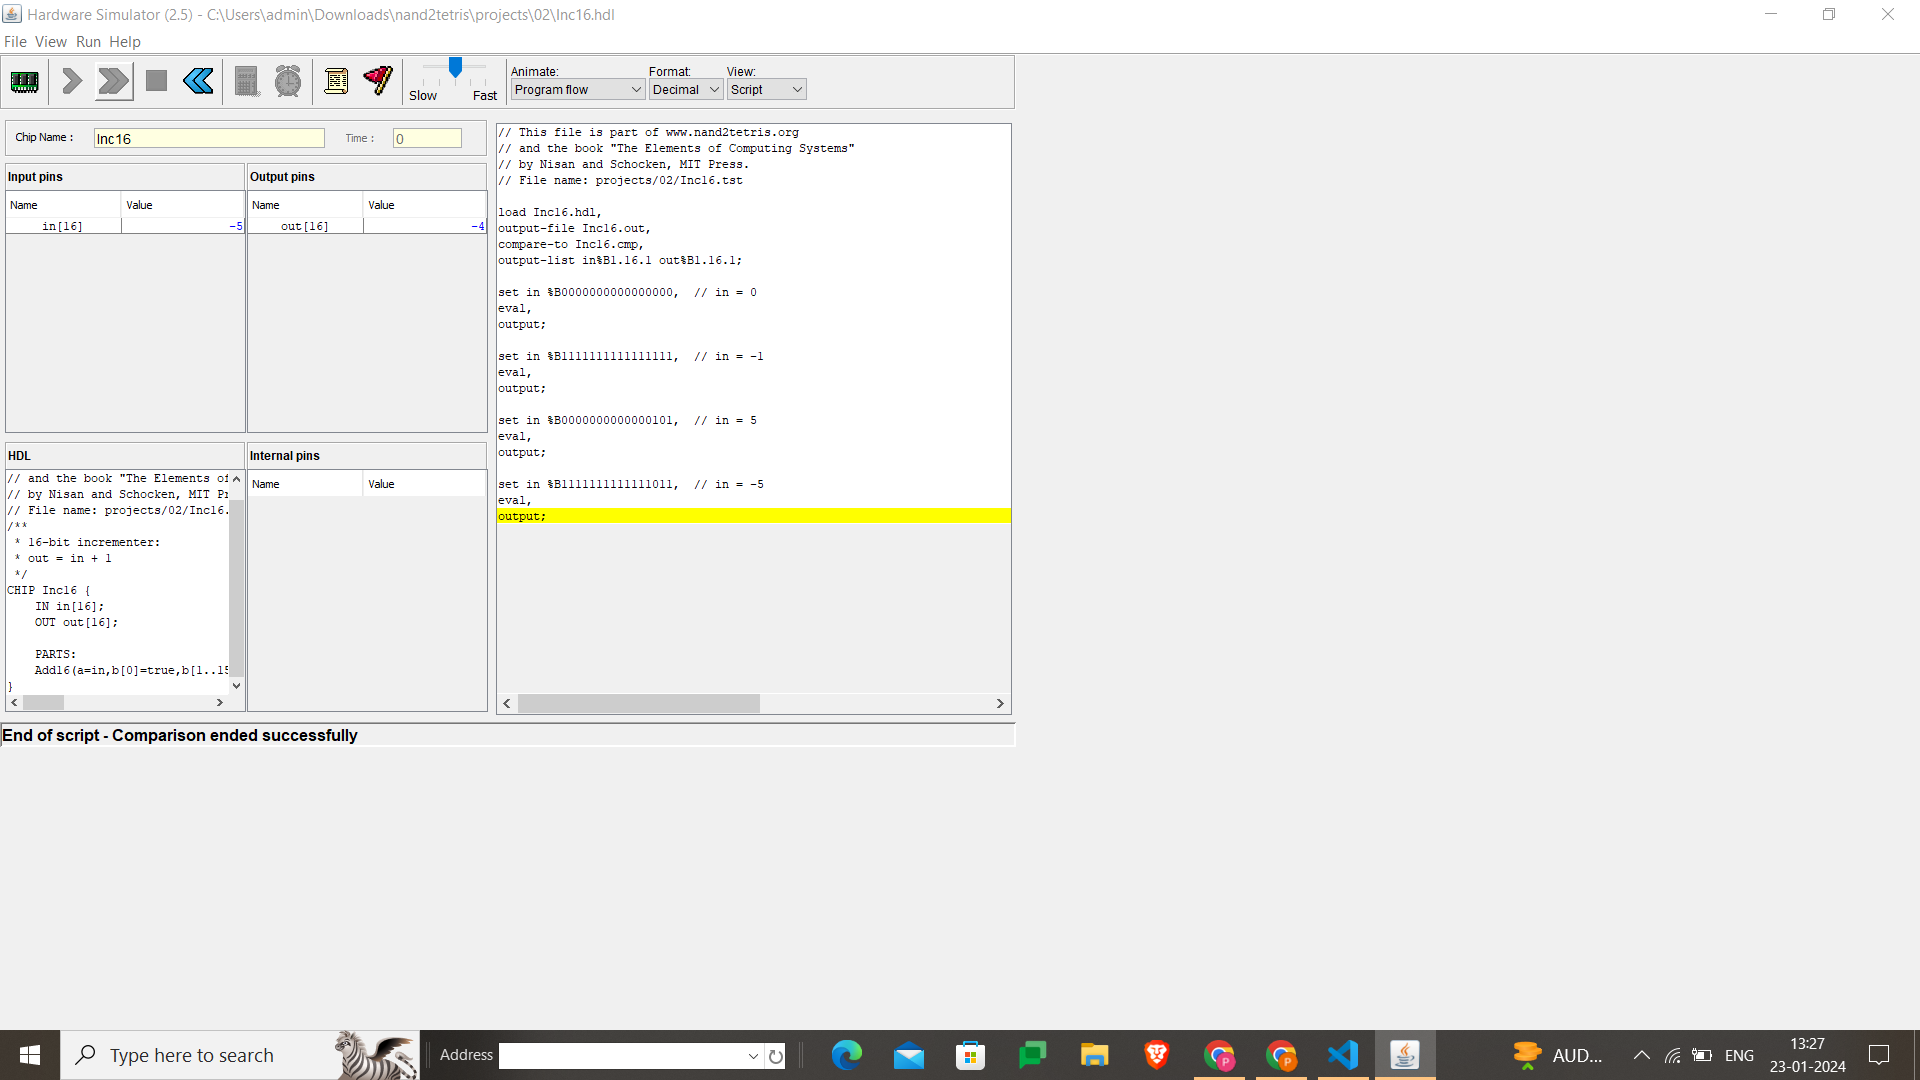 Hardware Simulator (2.5) - C:\Users\admin\Downloads\nand2tetris\projects\02\Inc16.hdl
File View Run Help
Slow Fast
Animate: Format: View:
Program flow Decimal Script
Chip Name : Inc16 Time : 0
Input pins Output pins
Name Value Name Value
in[16] -5 out[16] -4
HDL Internal pins
Name Value
// and the book "The Elements of
// by Nisan and Schocken, MIT Pr
// File name: projects/02/Inc16.
/**
* 16-bit incrementer:
* out = in + 1
*/
CHIP Inc16 {
IN in[16];
OUT out[16];
PARTS:
Add16(a=in,b[0]=true,b[1..15
}
// This file is part of www.nand2tetris.org
// and the book "The Elements of Computing Systems"
// by Nisan and Schocken, MIT Press.
// File name: projects/02/Inc16.tst
load Inc16.hdl,
output-file Inc16.out,
compare-to Inc16.cmp,
output-list in%B1.16.1 out%B1.16.1;
set in %B0000000000000000, // in = 0
eval,
output;
set in %B1111111111111111, // in = -1
eval,
output;
set in %B0000000000000101, // in = 5
eval,
output;
set in %B1111111111111011, // in = -5
eval,
output;
End of script - Comparison ended successfully
Type here to search
Address
AUD...
ENG
13:27
23-01-2024